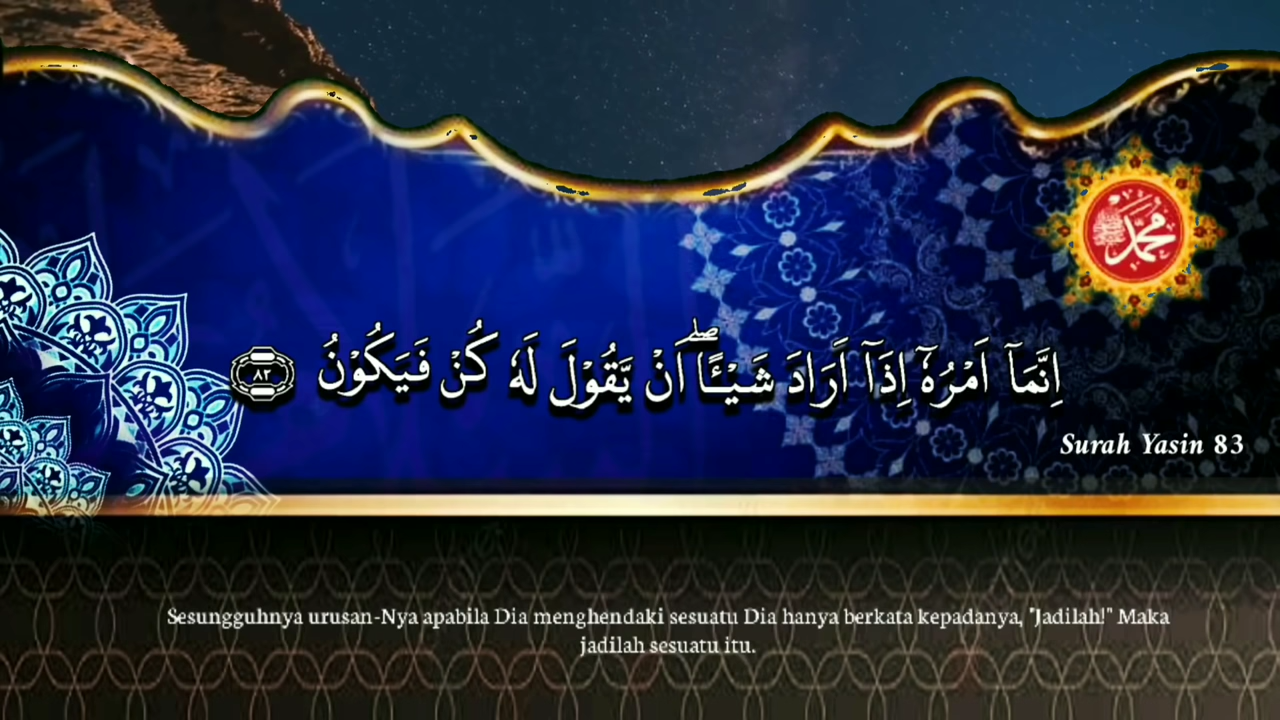 محمد
اِنَّمَآ اَمْرُهٗٓ اِذَآ اَرَادَ شَيْـًٔاۖ اَنْ يَّقُوْلَ لَهٗ كُنْ فَيَكُوْنُ ٨٣
Surah Yasin 83
Sesungguhnya urusan-Nya apabila Dia menghendaki sesuatu Dia hanya berkata kepadanya, "Jadilah!" Maka
jadilah sesuatu itu.